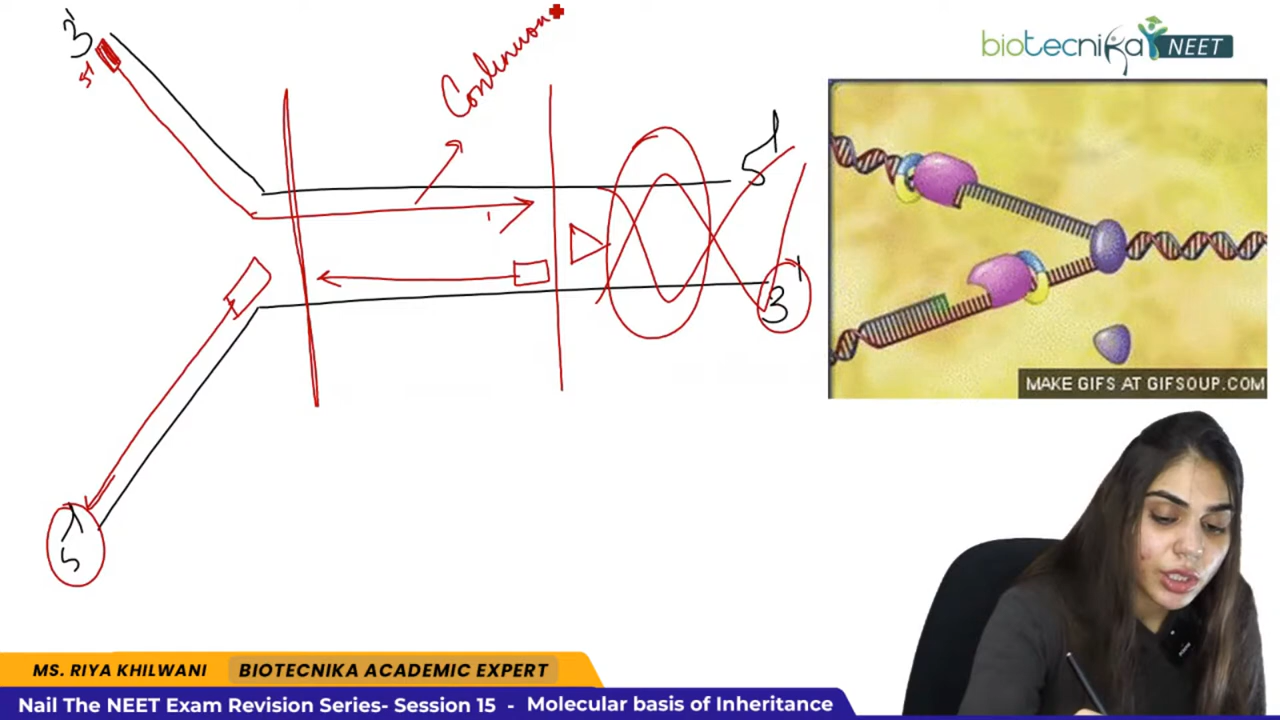 3'
5'
Continuou
5'
3'
5'
biotecnika NEET
MAKE GIFS AT GIFSOUP.COM
MS. RIYA KHILWANI BIOTECNIKA ACADEMIC EXPERT
Nail The NEET Exam Revision Series- Session 15 - Molecular basis of Inheritance